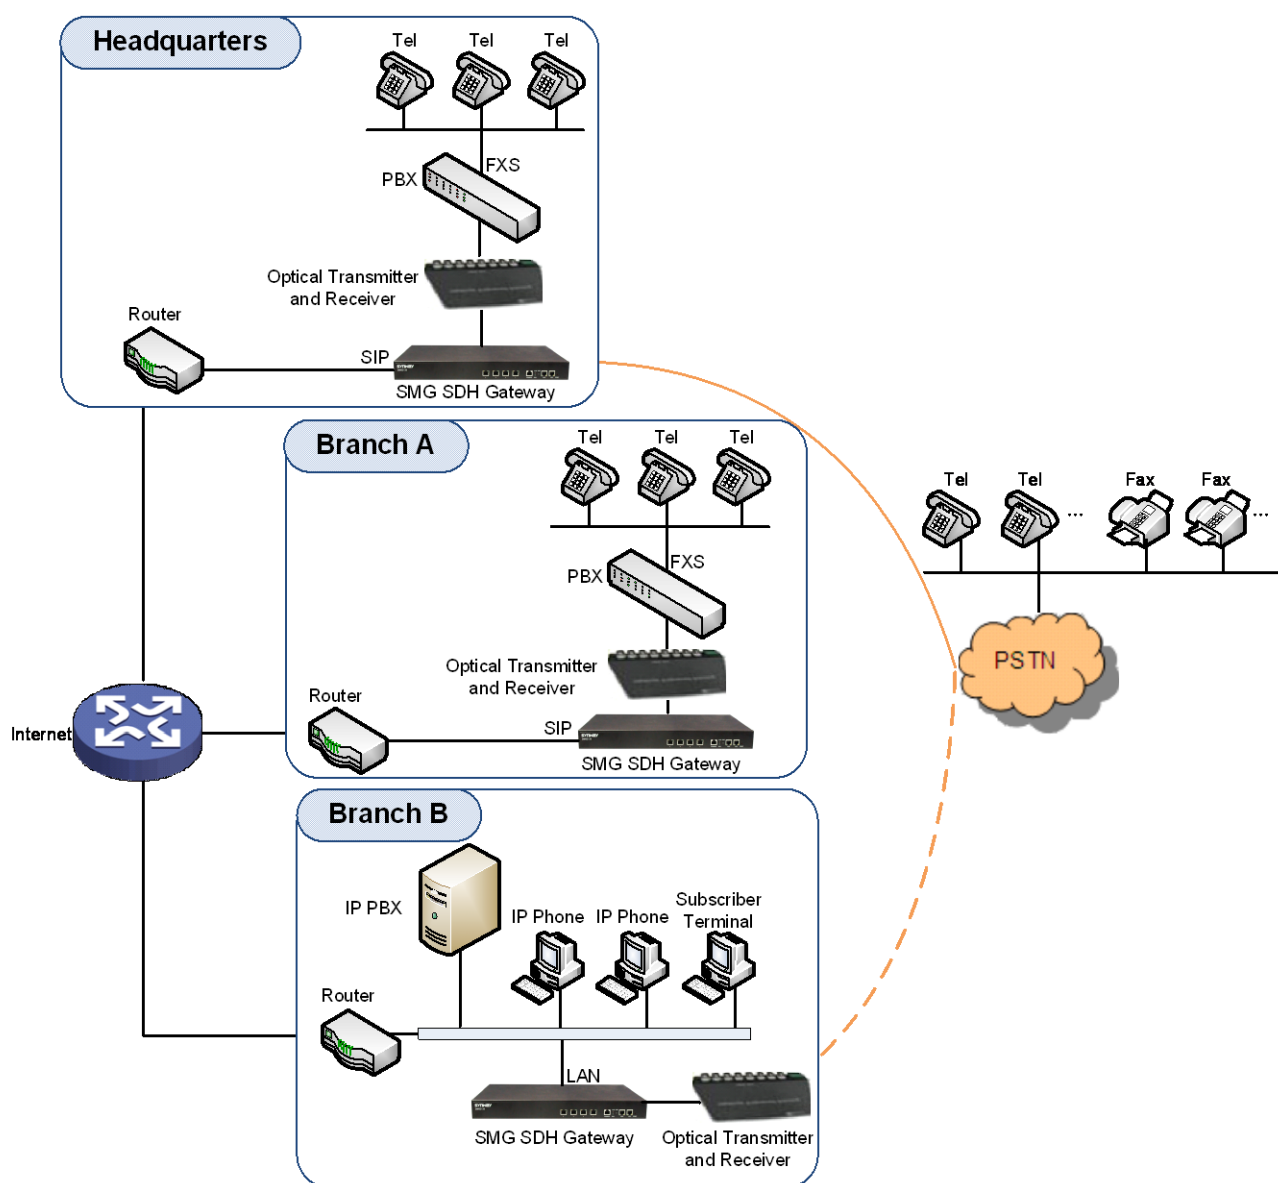 Headquarters
Tel Tel Tel
FXS
PBX
Optical Transmitter
and Receiver
Router
SIP
SMG SDH Gateway
Branch A
Tel Tel Tel
FXS
PBX
Optical Transmitter
and Receiver
Router
SIP
SMG SDH Gateway
Internet
Branch B
IP PBX
IP Phone IP Phone
Subscriber
Terminal
Router
LAN
SMG SDH Gateway
Optical Transmitter
and Receiver
Tel Tel ... Fax Fax ...
PSTN